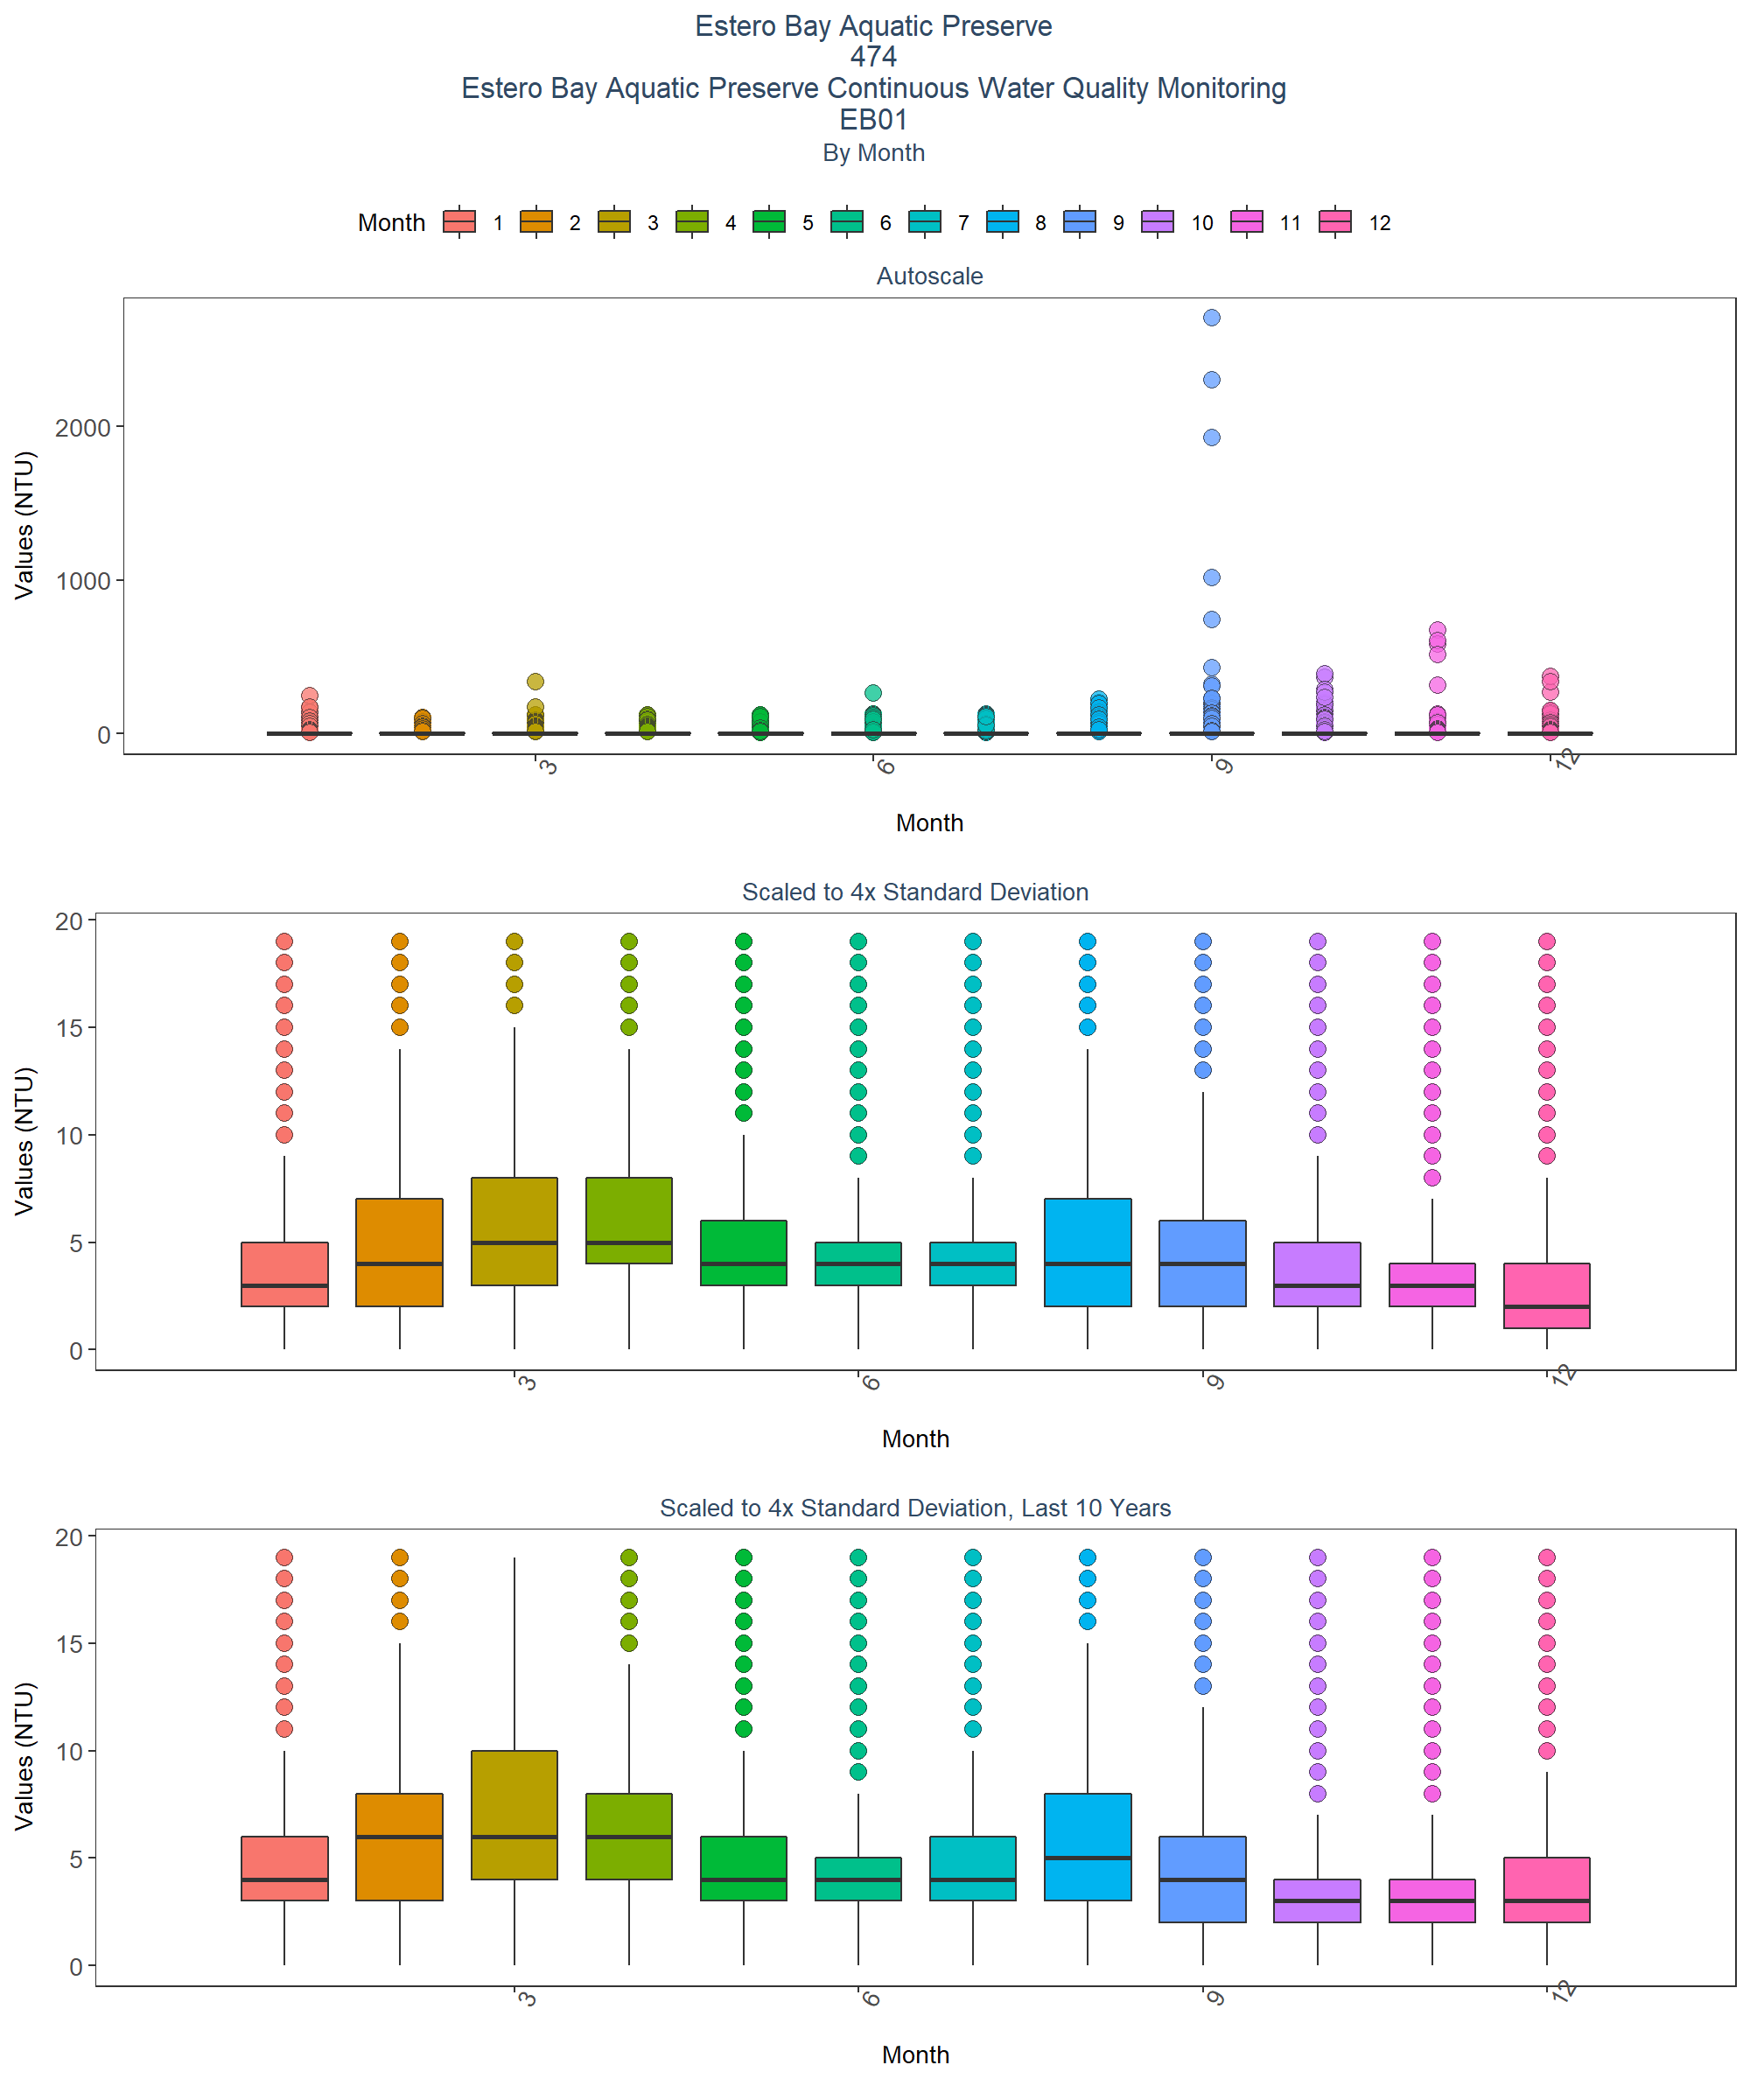 Estero Bay Aquatic Preserve
474
Estero Bay Aquatic Preserve Continuous Water Quality Monitoring
EB01
By Month
Month 1 2 3 4 5 6 7 8 9 10 11 12
Autoscale
Values (NTU)
2000
1000
0
3 6 9 12
Month
Scaled to 4x Standard Deviation
Values (NTU)
20
15
10
5
0
3 6 9 12
Month
Scaled to 4x Standard Deviation, Last 10 Years
Values (NTU)
20
15
10
5
0
3 6 9 12
Month